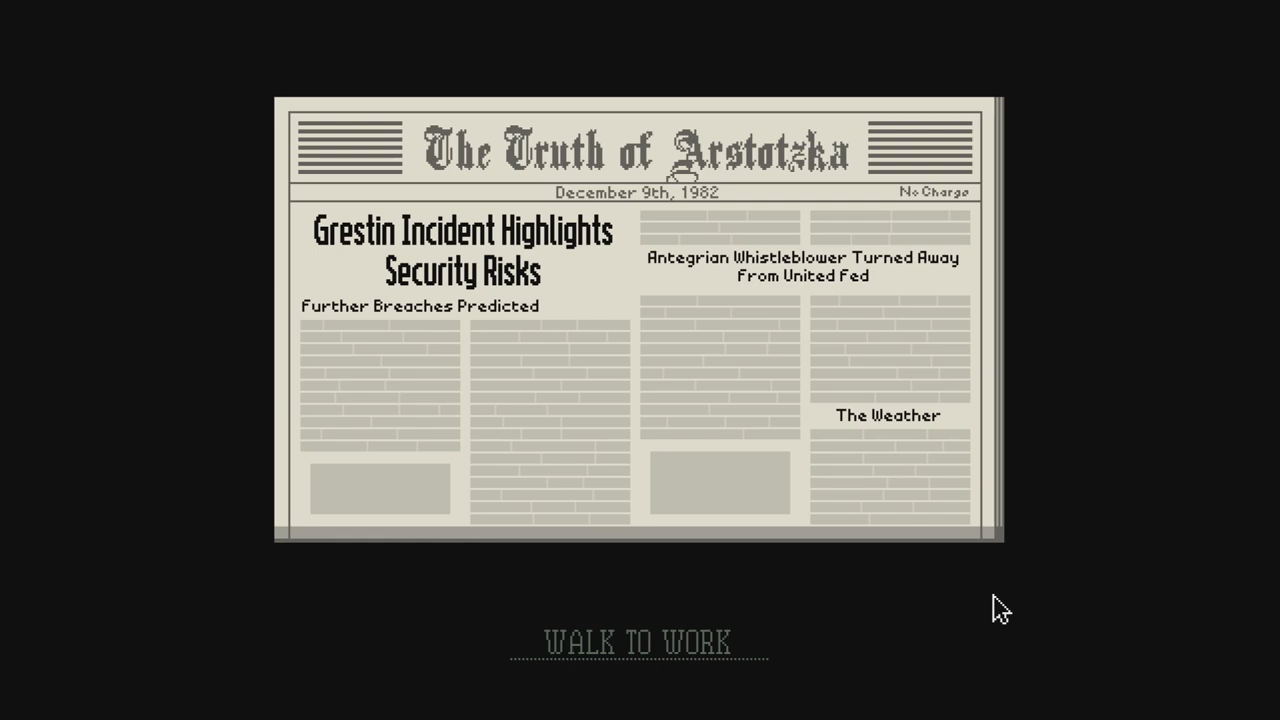 The Truth of Arstotzka
December 9th, 1982
No Charge
Grestin Incident Highlights
Security Risks
Further Breaches Predicted
Antegrian Whistleblower Turned Away
From United Fed
The Weather
WALK TO WORK